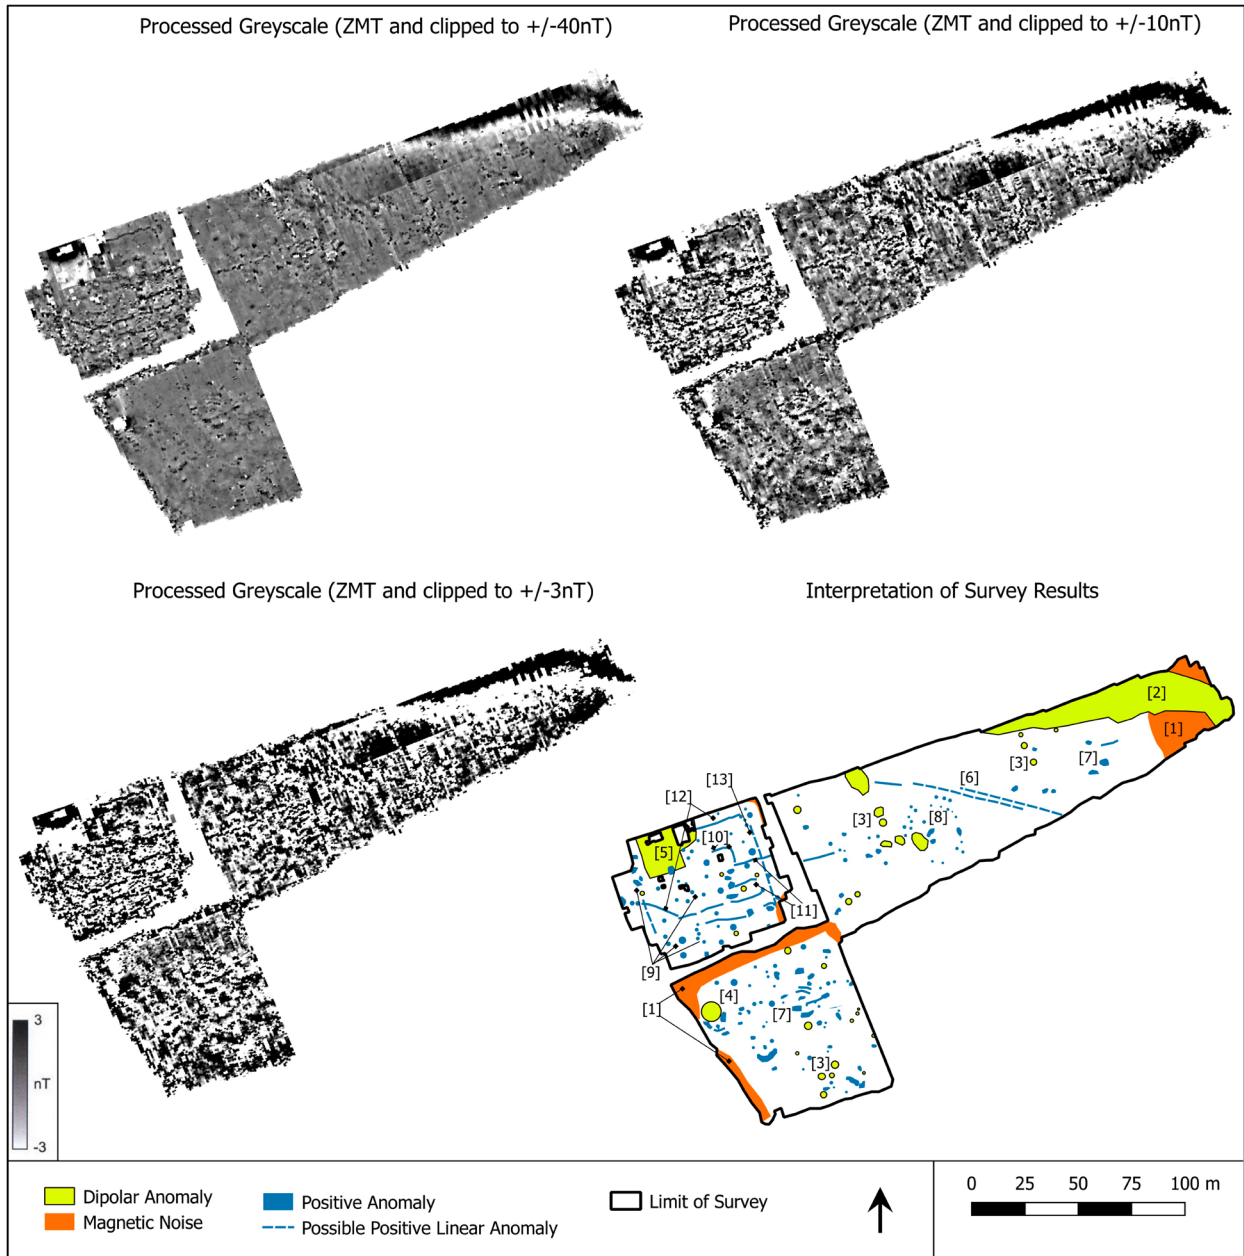 Processed Greyscale (ZMT and clipped to +/-40nT)
Processed Greyscale (ZMT and clipped to +/-10nT)
Processed Greyscale (ZMT and clipped to +/-3nT)
Interpretation of Survey Results
[2]
[1]
[3]
[7]
[6]
[13]
[12]
[3]
[8]
[10]
[5]
[11]
[9]
[4]
[1]
[7]
[3]
3
nT
-3
Dipolar Anomaly
Magnetic Noise
Positive Anomaly
Possible Positive Linear Anomaly
Limit of Survey
0 25 50 75 100 m